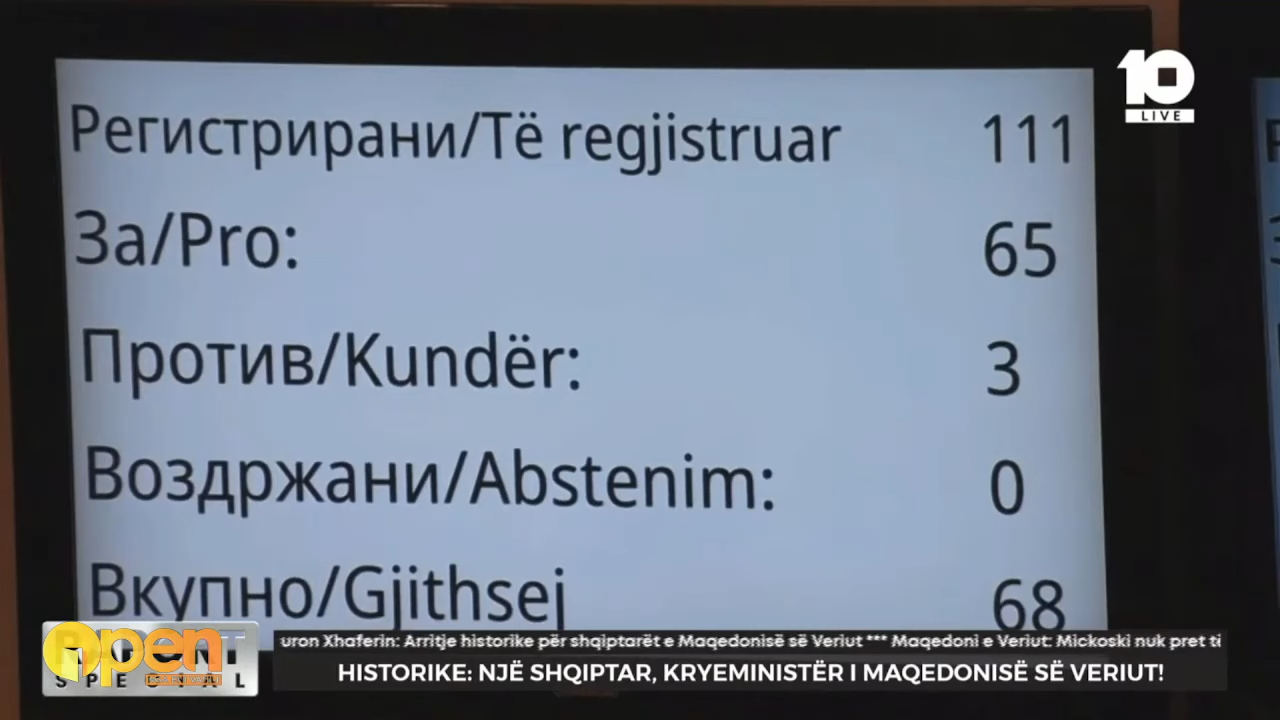 10
LIVE
Регистрирани/Të regjistruar 111
За/Pro: 65
Против/Kundër: 3
Воздржани/Abstenim: 0
Вкупно/Gjithsej 68
open
SPECIAL
uron Xhaferin: Arritje historike për shqiptarët e Maqedonisë së Veriut *** Maqedoni e Veriut: Mickoski nuk pret të
HISTORIKE: NJË SHQIPTAR, KRYEMINISTËR I MAQEDONISË SË VERIUT!